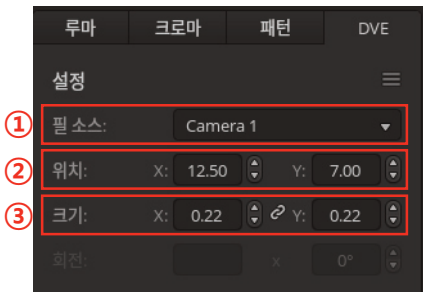 루마 크로마 패턴 DVE
설정
① 필 소스: Camera 1
② 위치: X: 12.50 Y: 7.00
③ 크기: X: 0.22 Y: 0.22
회전: x 0°